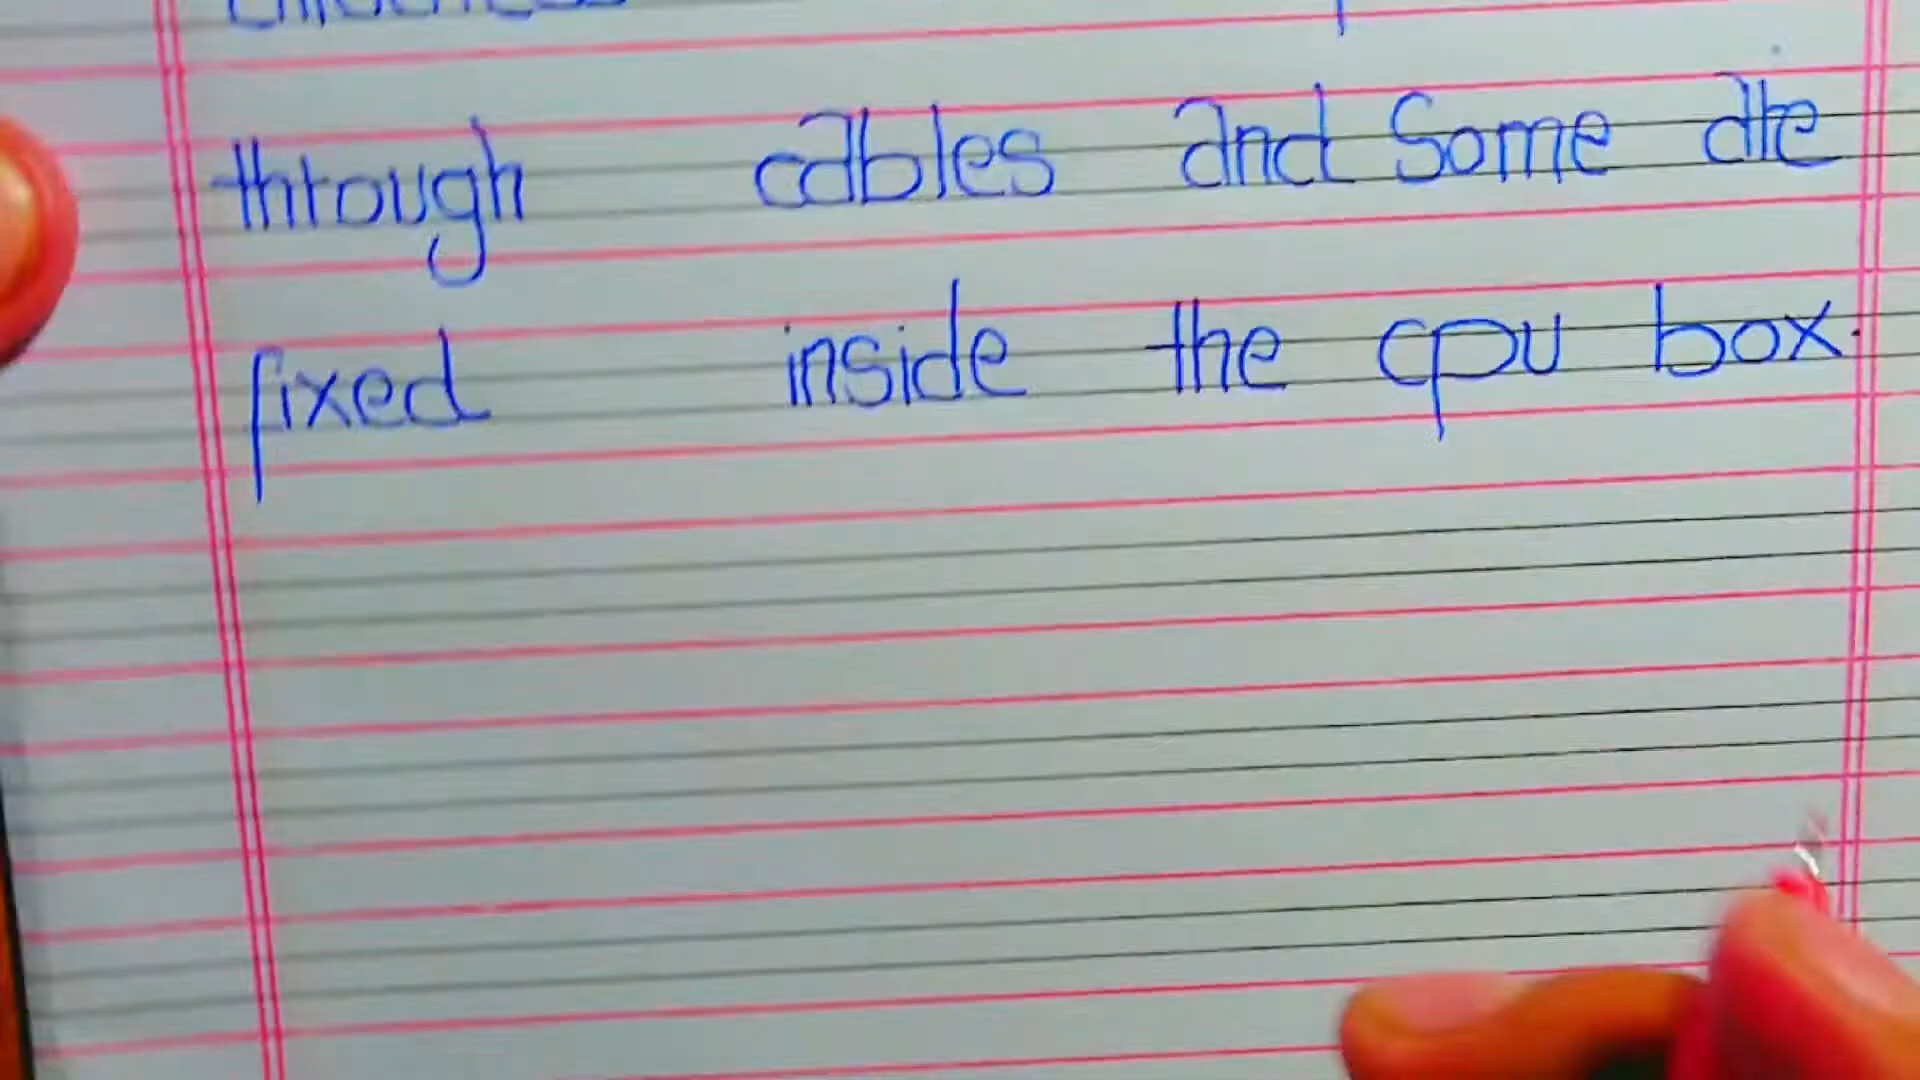 through cables and Some are
fixed inside the cpu box.